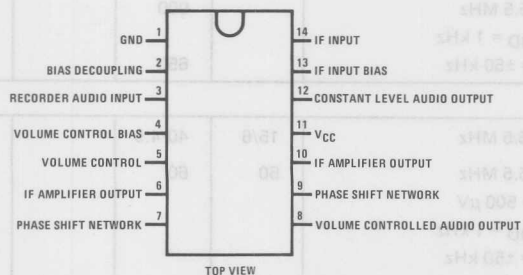 GND 1
BIAS DECOUPLING 2
RECORDER AUDIO INPUT 3
VOLUME CONTROL BIAS 4
VOLUME CONTROL 5
IF AMPLIFIER OUTPUT 6
PHASE SHIFT NETWORK 7
14 IF INPUT
13 IF INPUT BIAS
12 CONSTANT LEVEL AUDIO OUTPUT
11 VCC
10 IF AMPLIFIER OUTPUT
9 PHASE SHIFT NETWORK
8 VOLUME CONTROLLED AUDIO OUTPUT
TOP VIEW